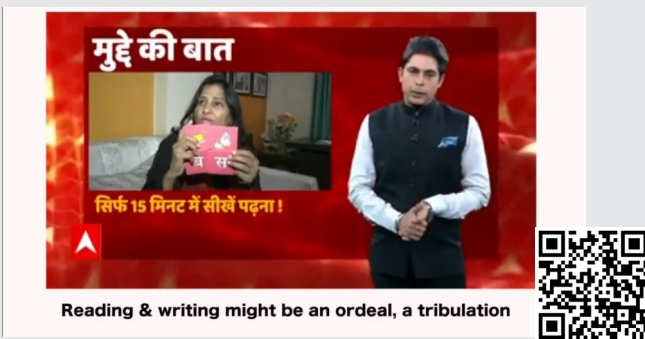 मुद्दे की बात
ख स
सिर्फ 15 मिनट में सीखें पढ़ना !
Reading & writing might be an ordeal, a tribulation